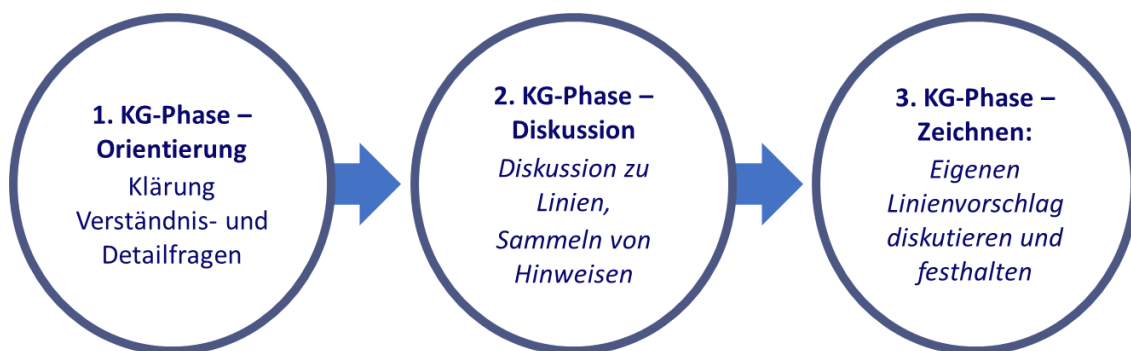 1. KG-Phase –
Orientierung
Klärung
Verständnis- und
Detailfragen
2. KG-Phase –
Diskussion
Diskussion zu
Linien,
Sammeln von
Hinweisen
3. KG-Phase –
Zeichnen:
Eigenen
Linienvorschlag
diskutieren und
festhalten